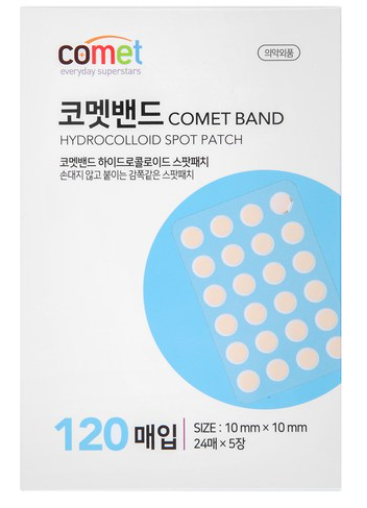 comet
everyday superstars
의약외품
코멧밴드 COMET BAND
HYDROCOLLOID SPOT PATCH
코멧밴드 하이드로콜로이드 스팟패치
손대지 않고 붙이는 감쪽같은 스팟패치
120 매입
SIZE : 10 mm × 10 mm
24매 × 5장